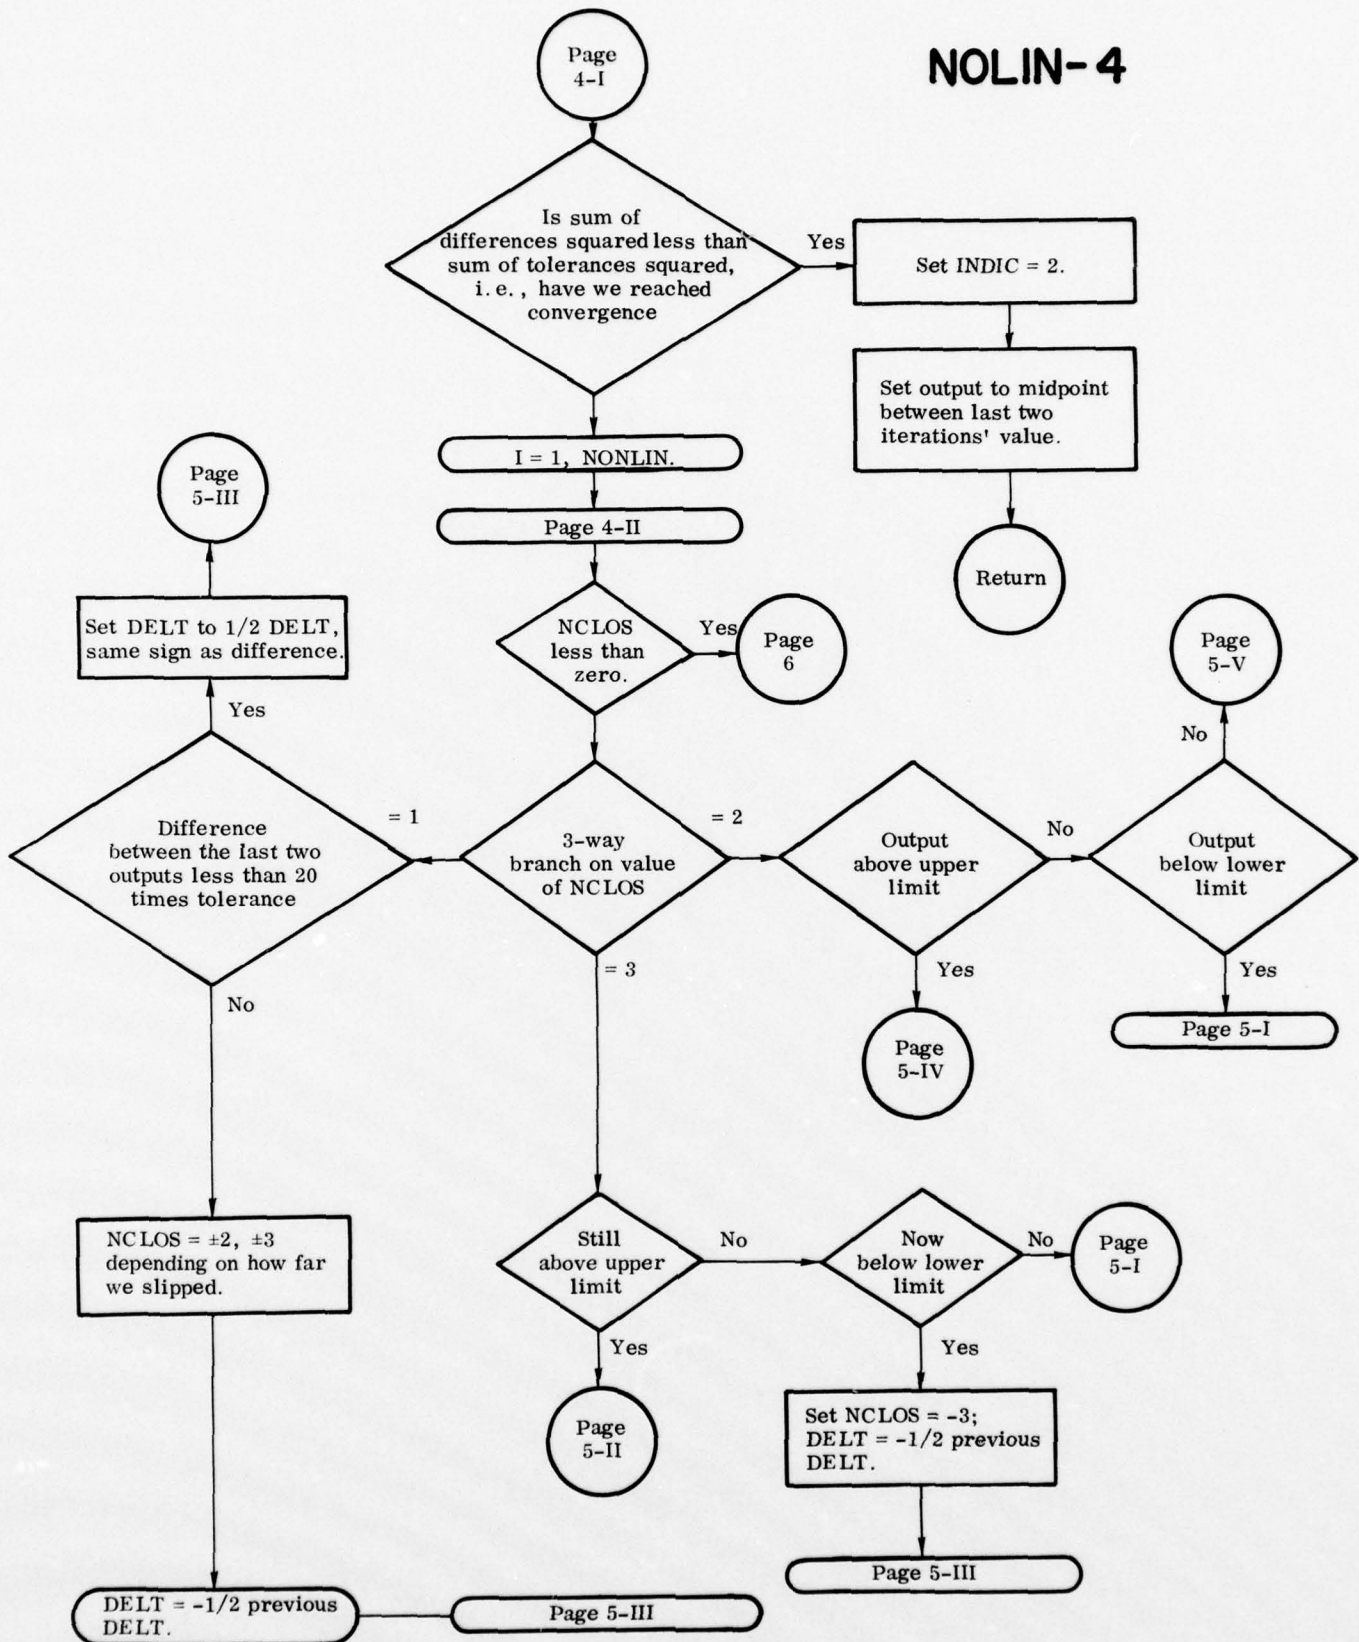 NOLIN-4
Page
4-I
Is sum of
differences squared less than
sum of tolerances squared,
i.e., have we reached
convergence
Yes
Set INDIC = 2.
Set output to midpoint
between last two
iterations' value.
Return
I = 1, NONLIN.
Page 4-II
Page
5-III
Set DELT to 1/2 DELT,
same sign as difference.
Yes
NCLOS
less than
zero.
Yes
Page
6
Page
5-V
No
Difference
between the last two
outputs less than 20
times tolerance
= 1
3-way
branch on value
of NCLOS
= 2
Output
above upper
limit
No
Output
below lower
limit
No
= 3
Yes
Yes
Page
5-IV
Page 5-I
NCLOS = ±2, ±3
depending on how far
we slipped.
Still
above upper
limit
No
Now
below lower
limit
No
Page
5-I
Yes
Yes
Page
5-II
Set NCLOS = -3;
DELT = -1/2 previous
DELT.
Page 5-III
DELT = -1/2 previous
DELT.
Page 5-III